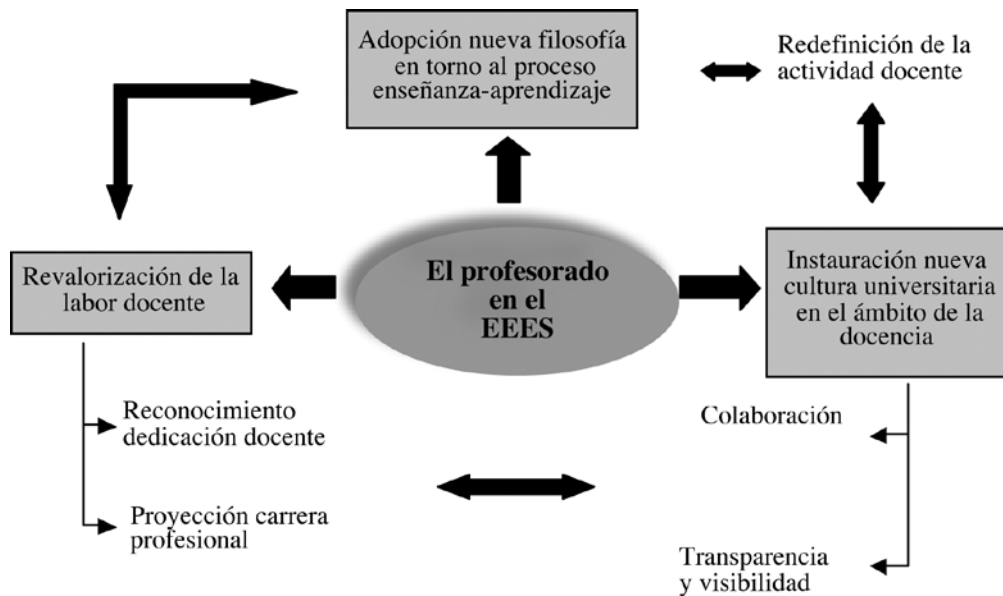 Adopción nueva filosofía
en torno al proceso
enseñanza-aprendizaje
Redefinición de la
actividad docente
Revalorización de la
labor docente
El profesorado
en el
EEES
Instauración nueva
cultura universitaria
en el ámbito de la
docencia
Reconocimiento
dedicación docente
Proyección carrera
profesional
Colaboración
Transparencia
y visibilidad